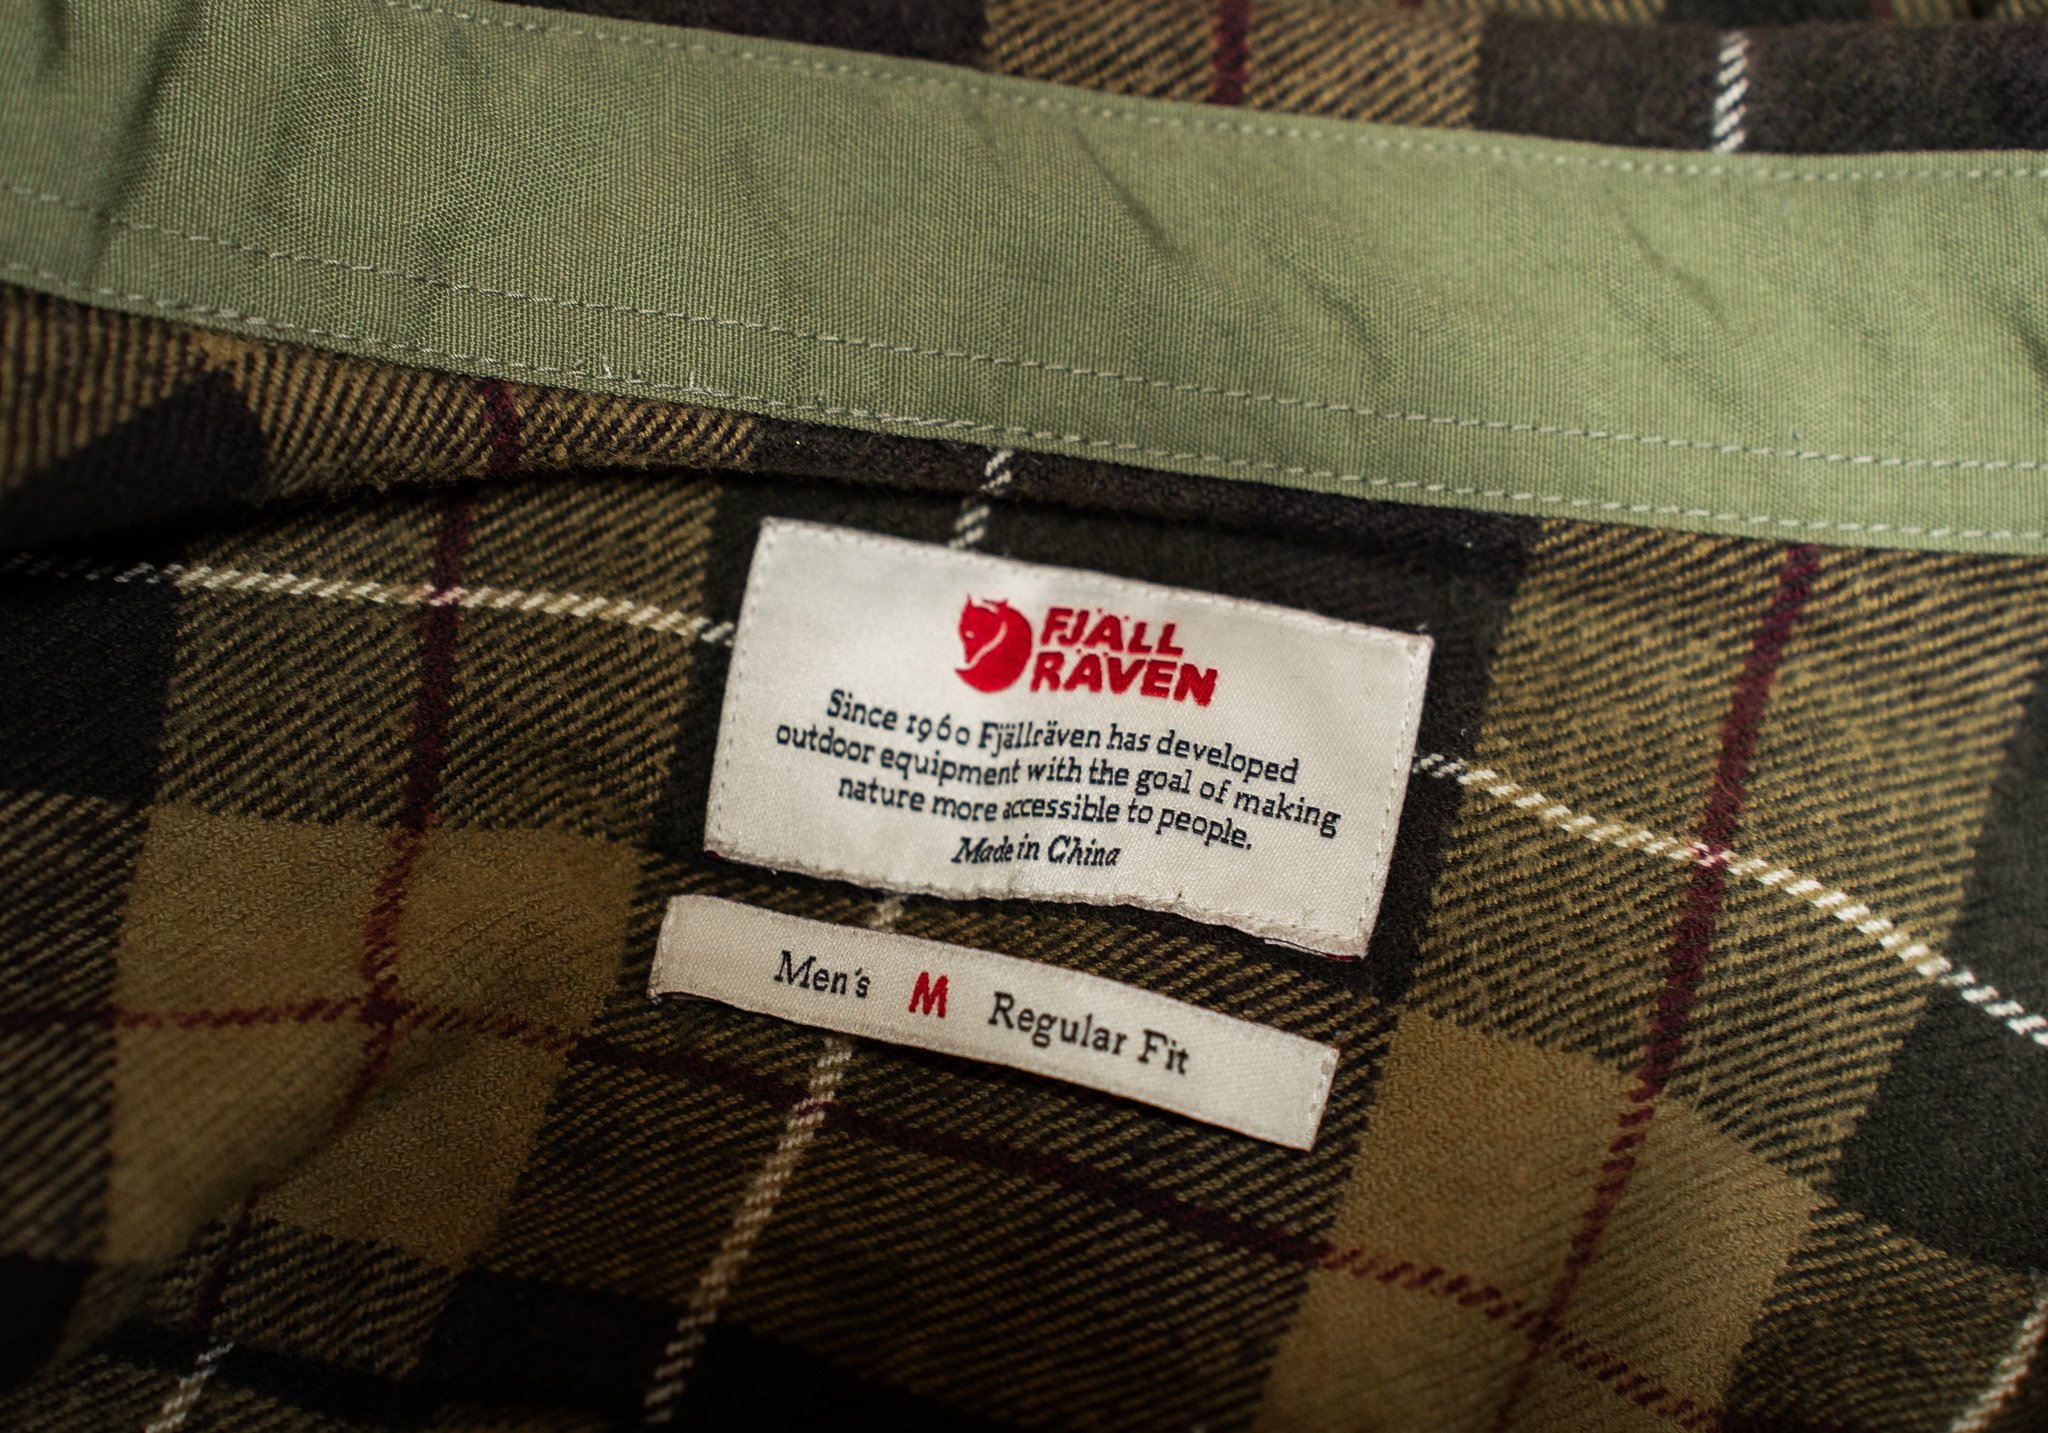 FJÄLL
RÄVEN
Since 1960 Fjällräven has developed
outdoor equipment with the goal of making
nature more accessible to people.
Made in China
Men's M Regular Fit